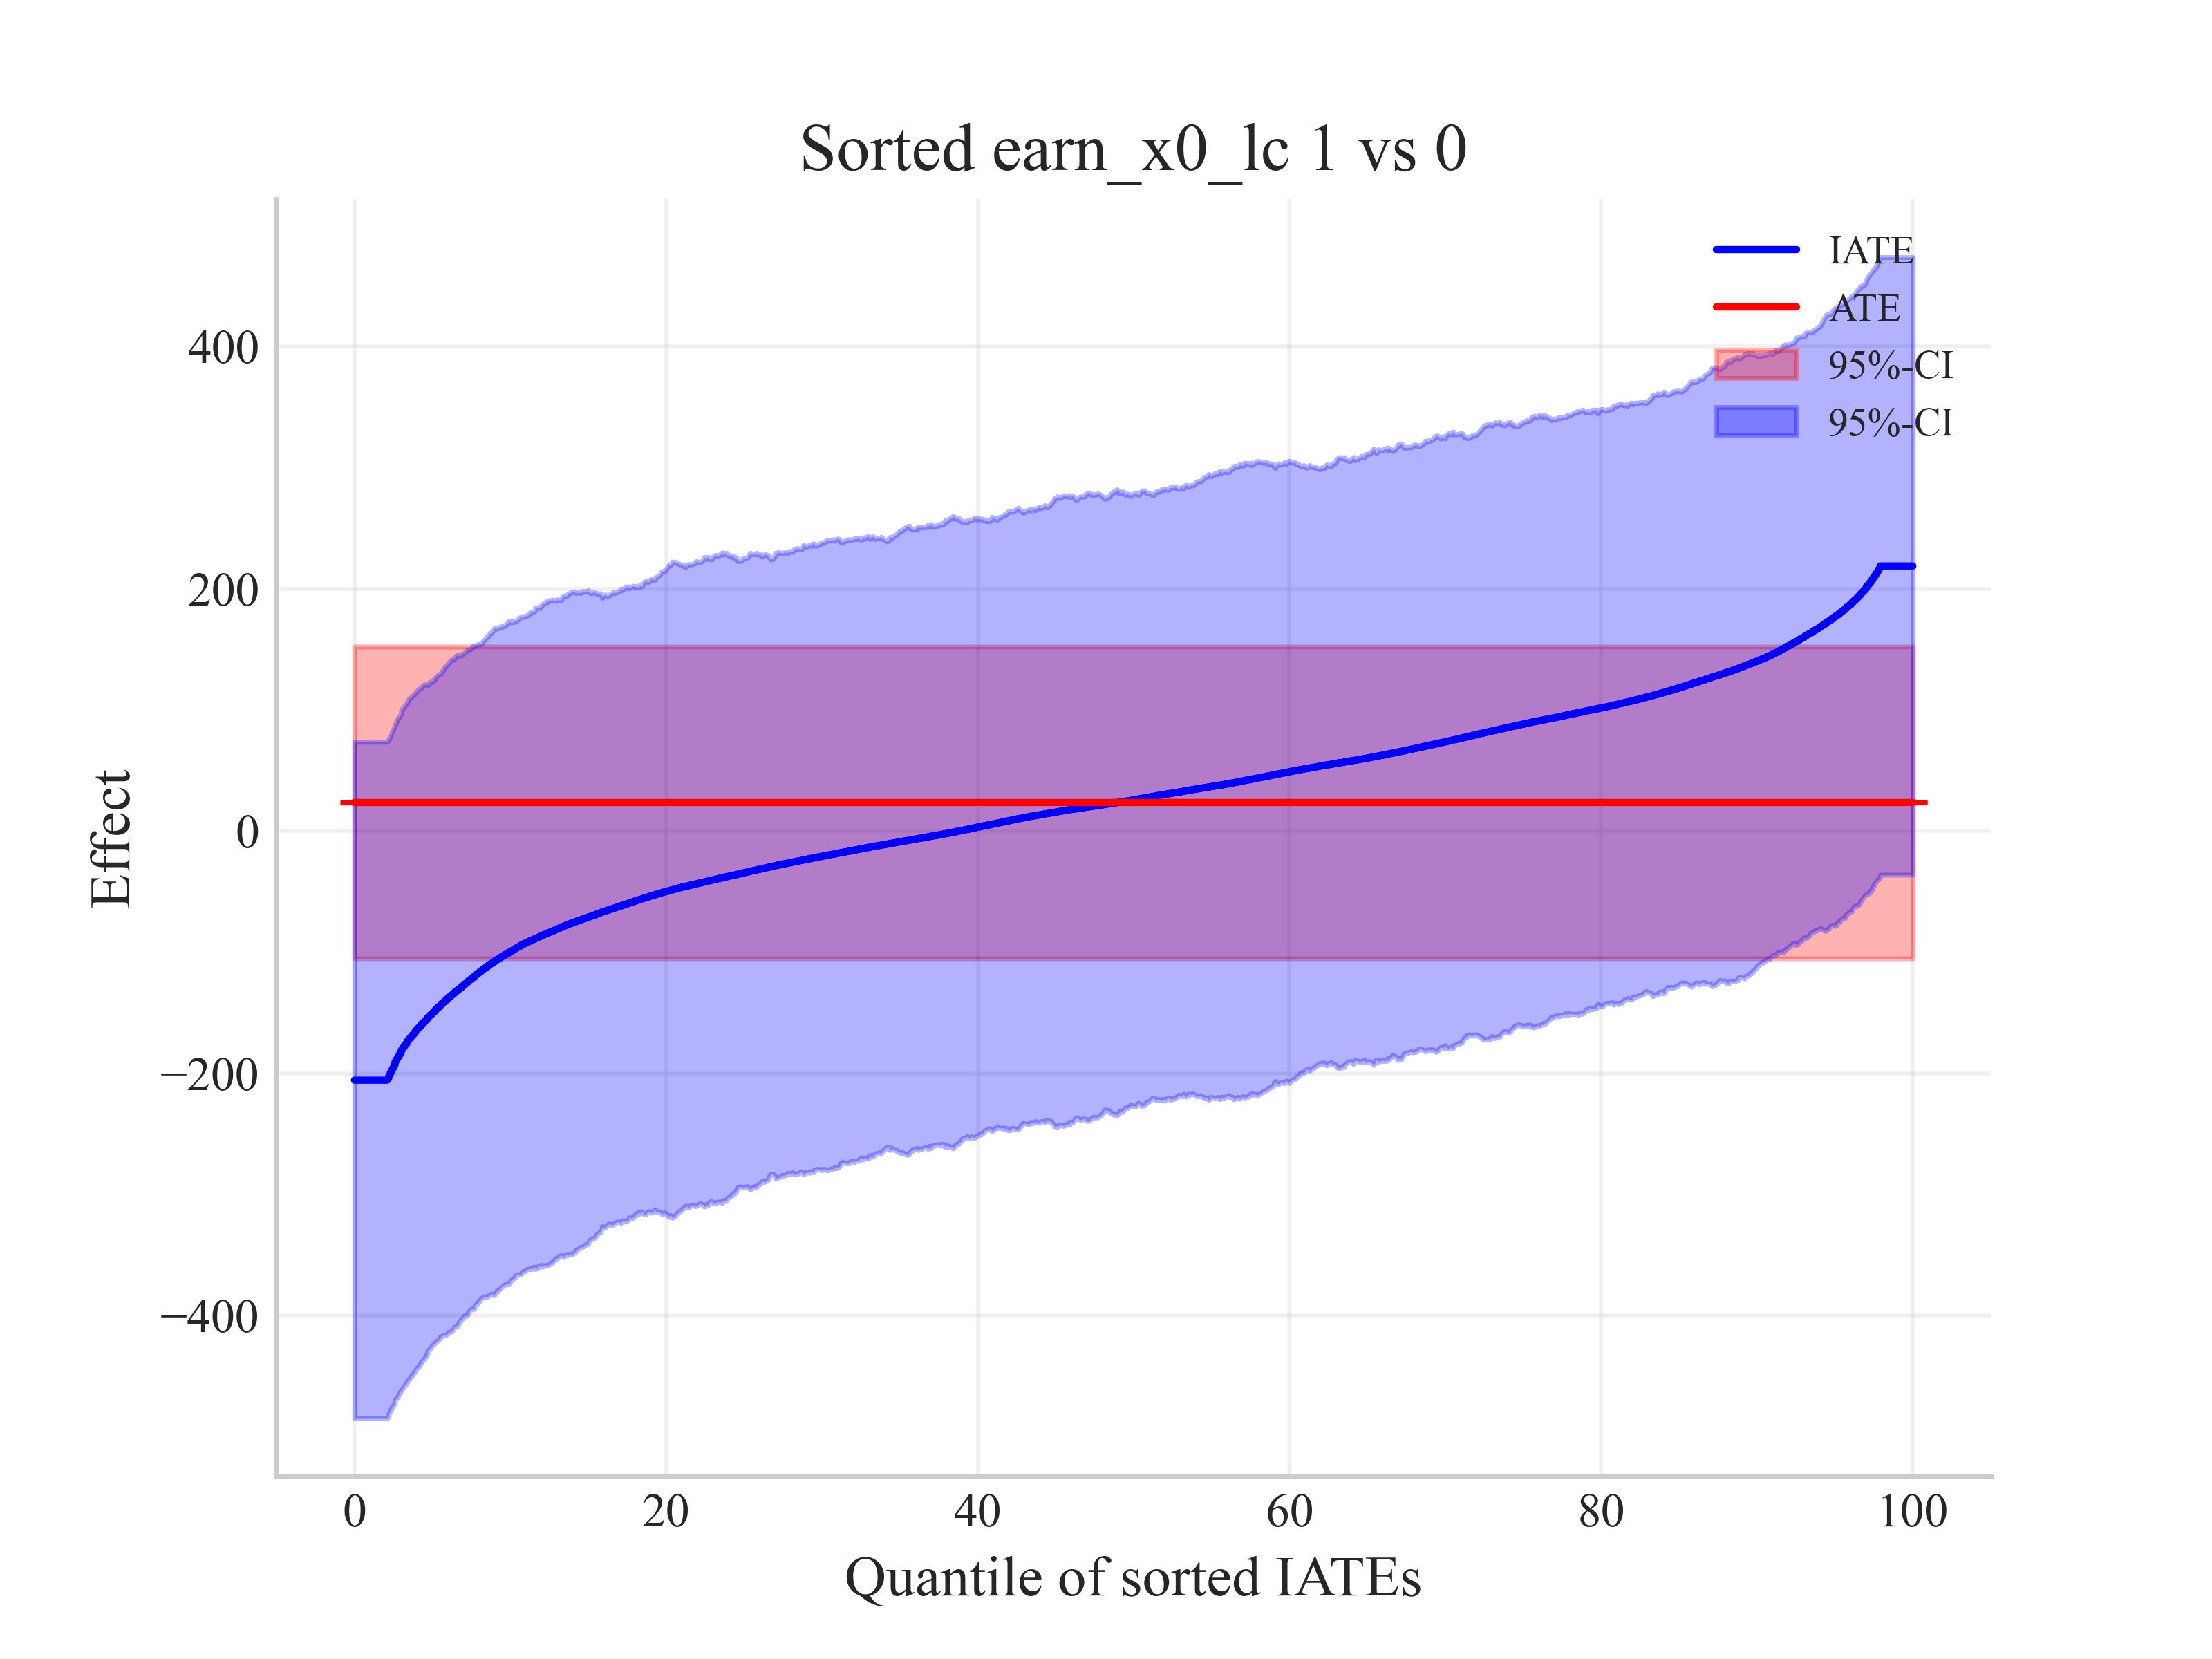 Sorted earn_x0_lc 1 vs 0
IATE
ATE
95%-CI
95%-CI
400
200
0
−200
−400
Effect
0 20 40 60 80 100
Quantile of sorted IATEs